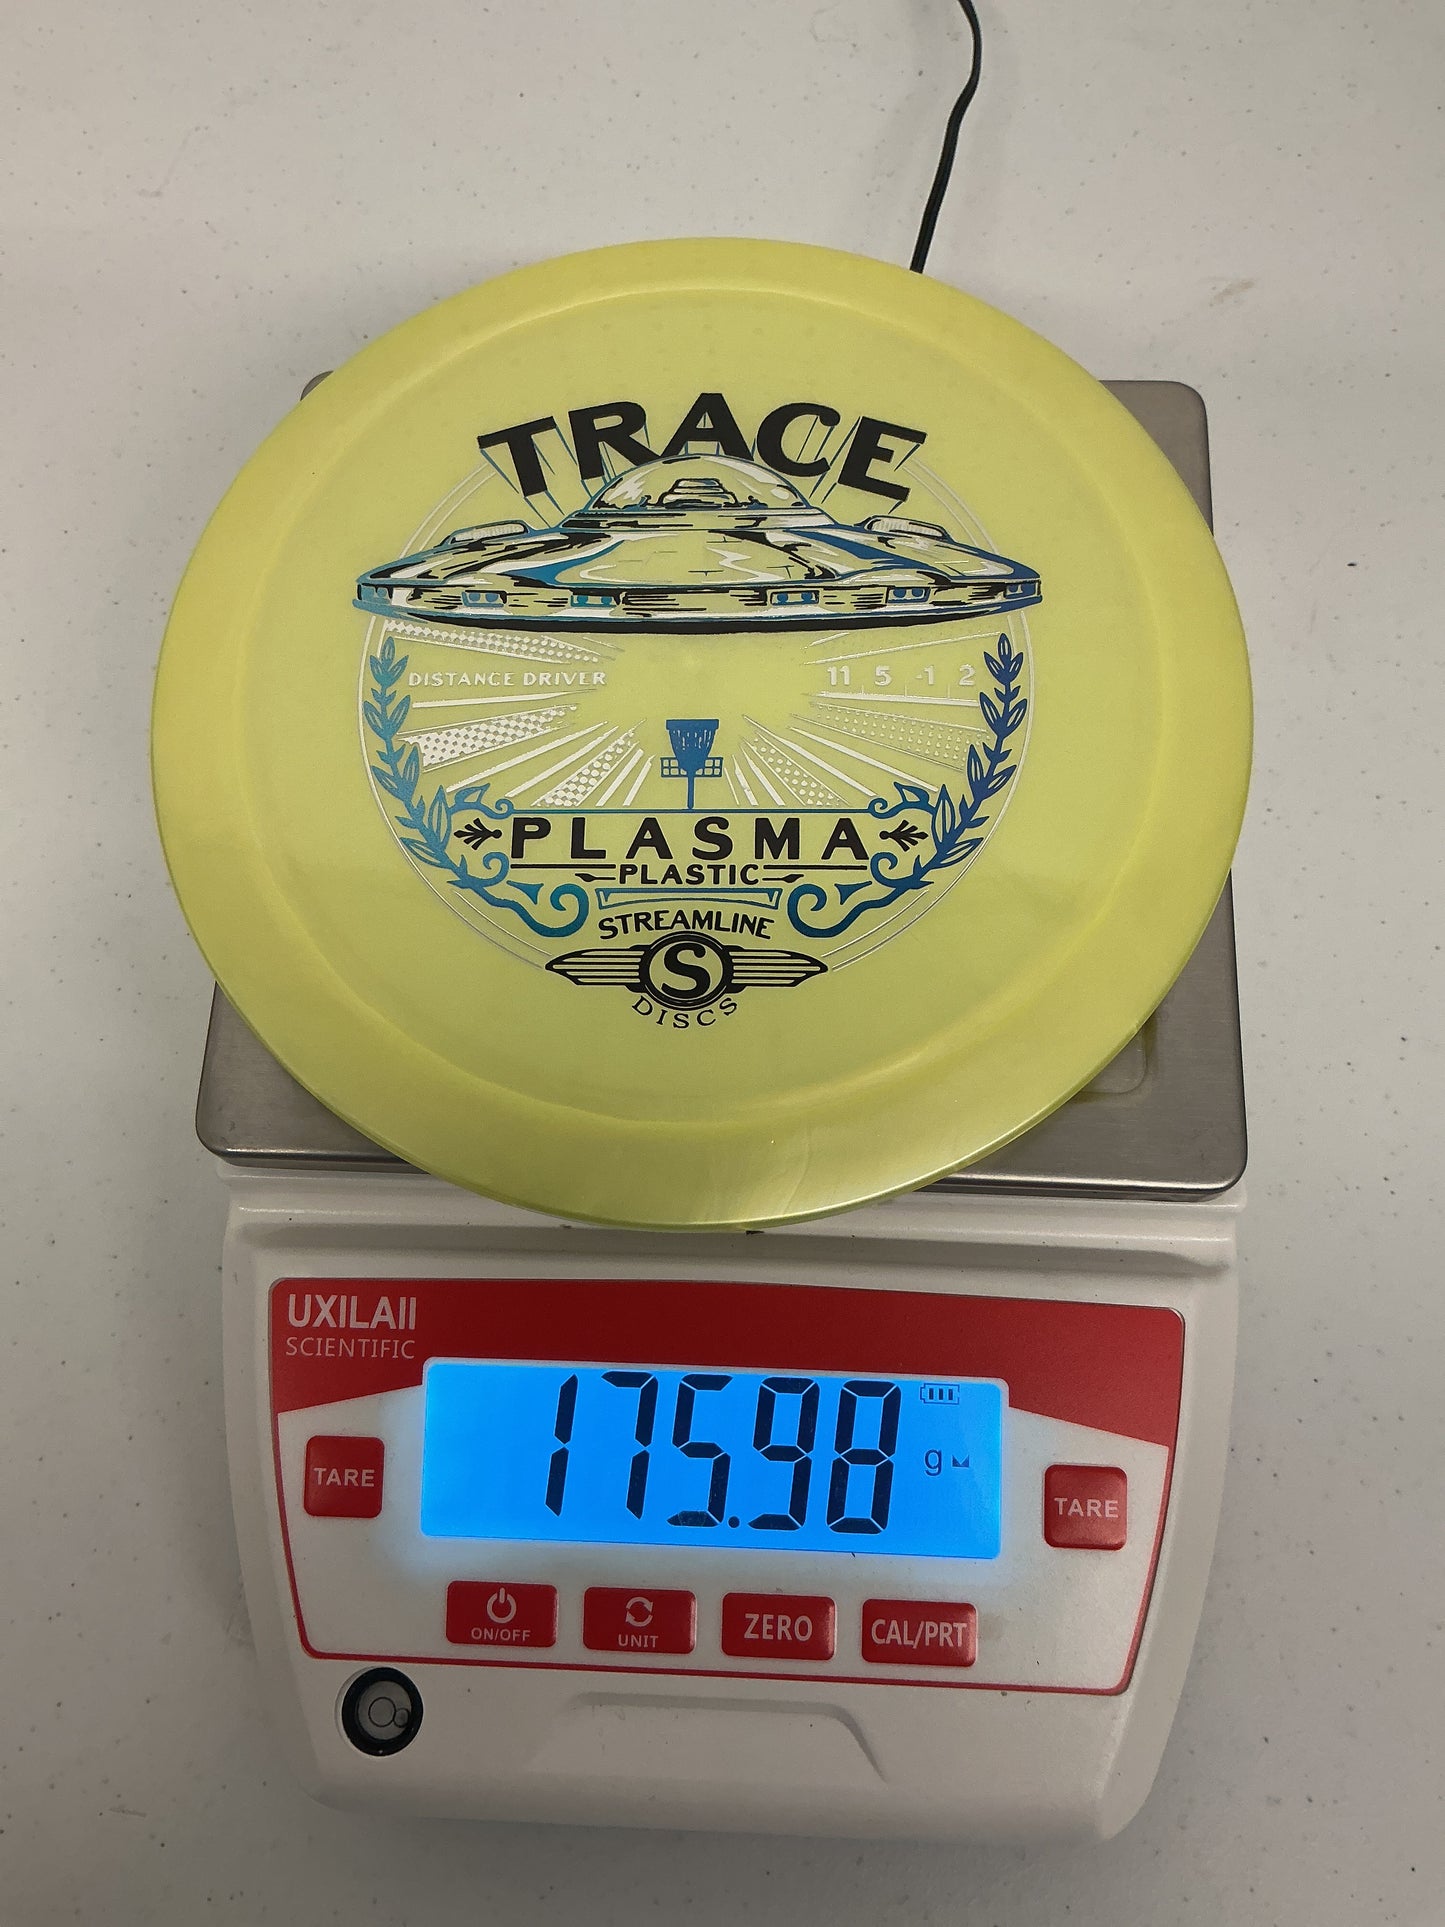 TRACE
DISTANCE DRIVER
11 5 -1 2
PLASMA
PLASTIC
STREAMLINE
S
DISCS
UXILAII
SCIENTIFIC
175.98 g
TARE
TARE
ON/OFF
UNIT
ZERO
CAL/PRT